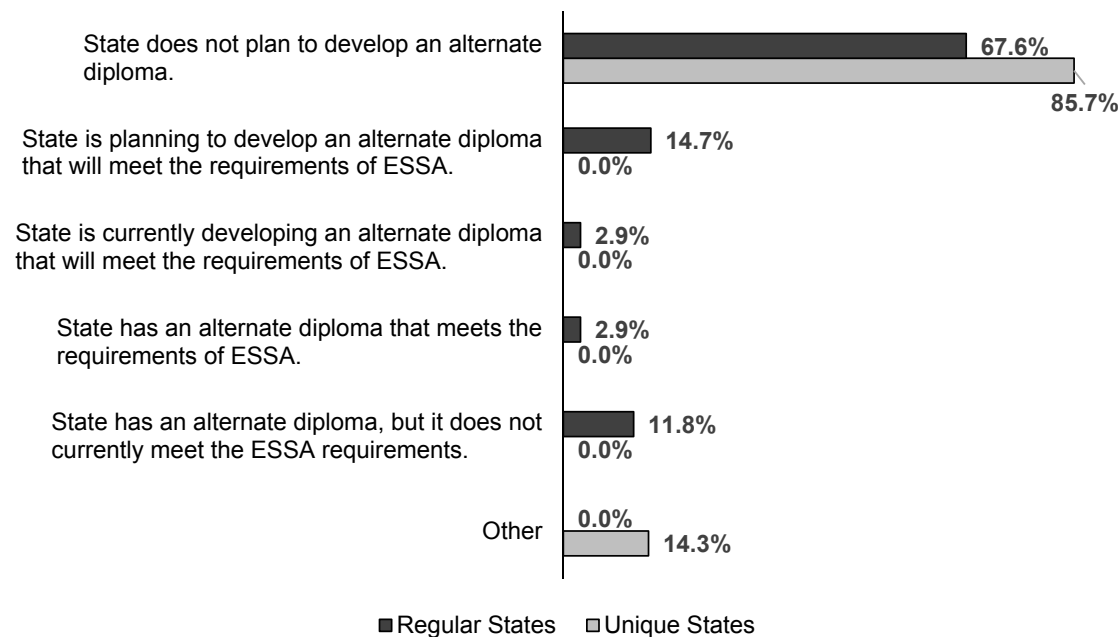 State does not plan to develop an alternate
diploma.
67.6%
85.7%
State is planning to develop an alternate diploma
that will meet the requirements of ESSA.
14.7%
0.0%
State is currently developing an alternate diploma
that will meet the requirements of ESSA.
2.9%
0.0%
State has an alternate diploma that meets the
requirements of ESSA.
2.9%
0.0%
State has an alternate diploma, but it does not
currently meet the ESSA requirements.
11.8%
0.0%
Other
0.0%
14.3%
Regular States
Unique States